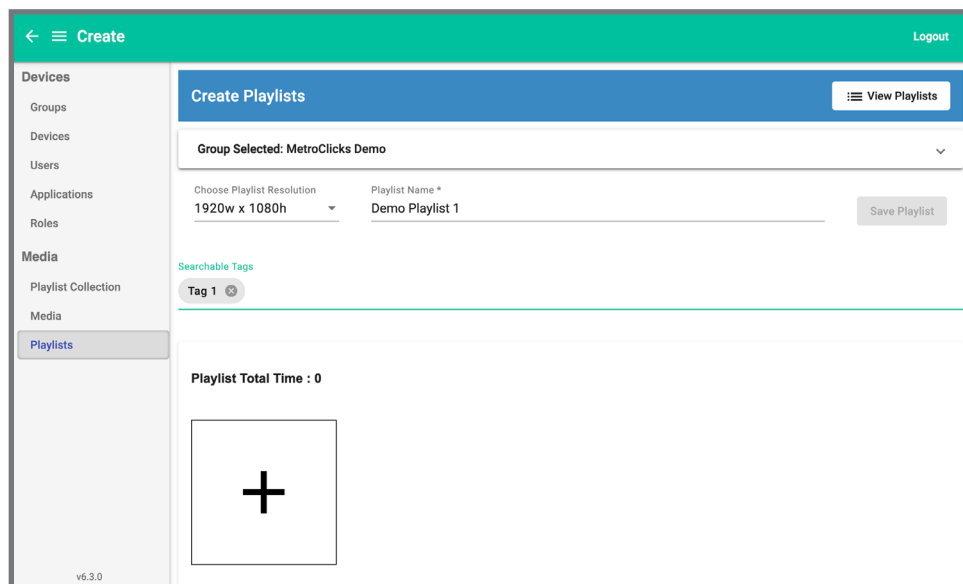 Create
Logout
Devices
Groups
Devices
Users
Applications
Roles
Media
Playlist Collection
Media
Playlists
v6.3.0
Create Playlists
View Playlists
Group Selected: MetroClicks Demo
Choose Playlist Resolution
1920w x 1080h
Playlist Name *
Demo Playlist 1
Save Playlist
Searchable Tags
Tag 1
Playlist Total Time : 0